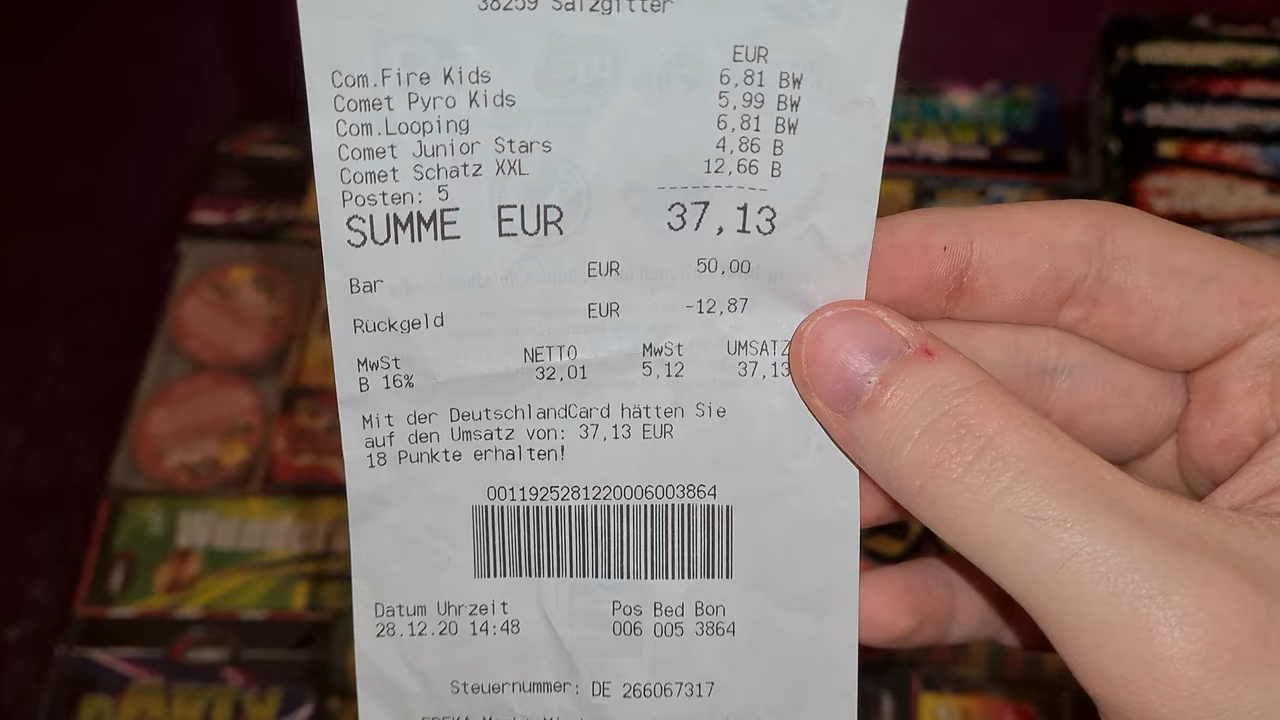 38259 Salzgitter
EUR
Com.Fire Kids 6,81 BW
Comet Pyro Kids 5,99 BW
Com.Looping 6,81 BW
Comet Junior Stars 4,86 B
Comet Schatz XXL 12,66 B
Posten: 5
----------
SUMME EUR 37,13
Bar EUR 50,00
Rückgeld EUR -12,87
MwSt NETTO MwSt UMSATZ
B 16% 32,01 5,12 37,13
Mit der DeutschlandCard hätten Sie
auf den Umsatz von: 37,13 EUR
18 Punkte erhalten!
0011925281220006003864
Datum Uhrzeit Pos Bed Bon
28.12.20 14:48 006 005 3864
Steuernummer: DE 266067317